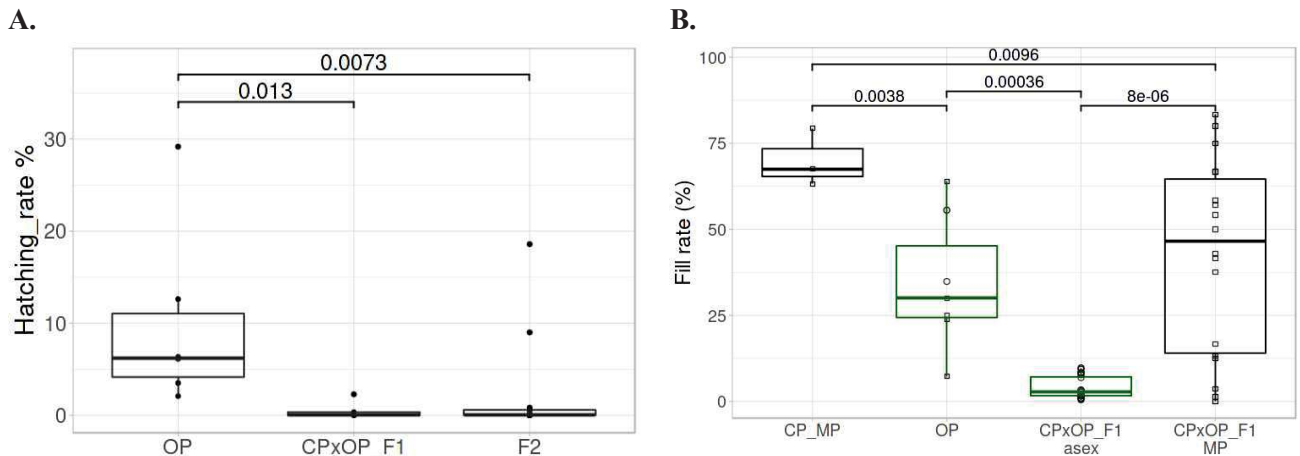 A.
Hatching_rate %
30
20
10
0
0.0073
0.013
OP
CPxOP_F1
F2
B.
Fill rate (%)
100
75
50
25
0
0.0096
0.00036
0.0038
8e-06
CP_MP
OP
CPxOP_F1
asex
CPxOP_F1
MP